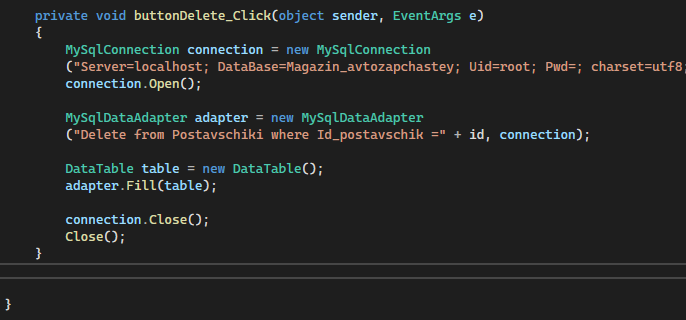 private void buttonDelete_Click(object sender, EventArgs e)
{
MySqlConnection connection = new MySqlConnection
("Server=localhost; DataBase=Magazin_avtozapchastey; Uid=root; Pwd=; charset=utf8;
connection.Open();
MySqlDataAdapter adapter = new MySqlDataAdapter
("Delete from Postavschiki where Id_postavschik =" + id, connection);
DataTable table = new DataTable();
adapter.Fill(table);
connection.Close();
Close();
}
}